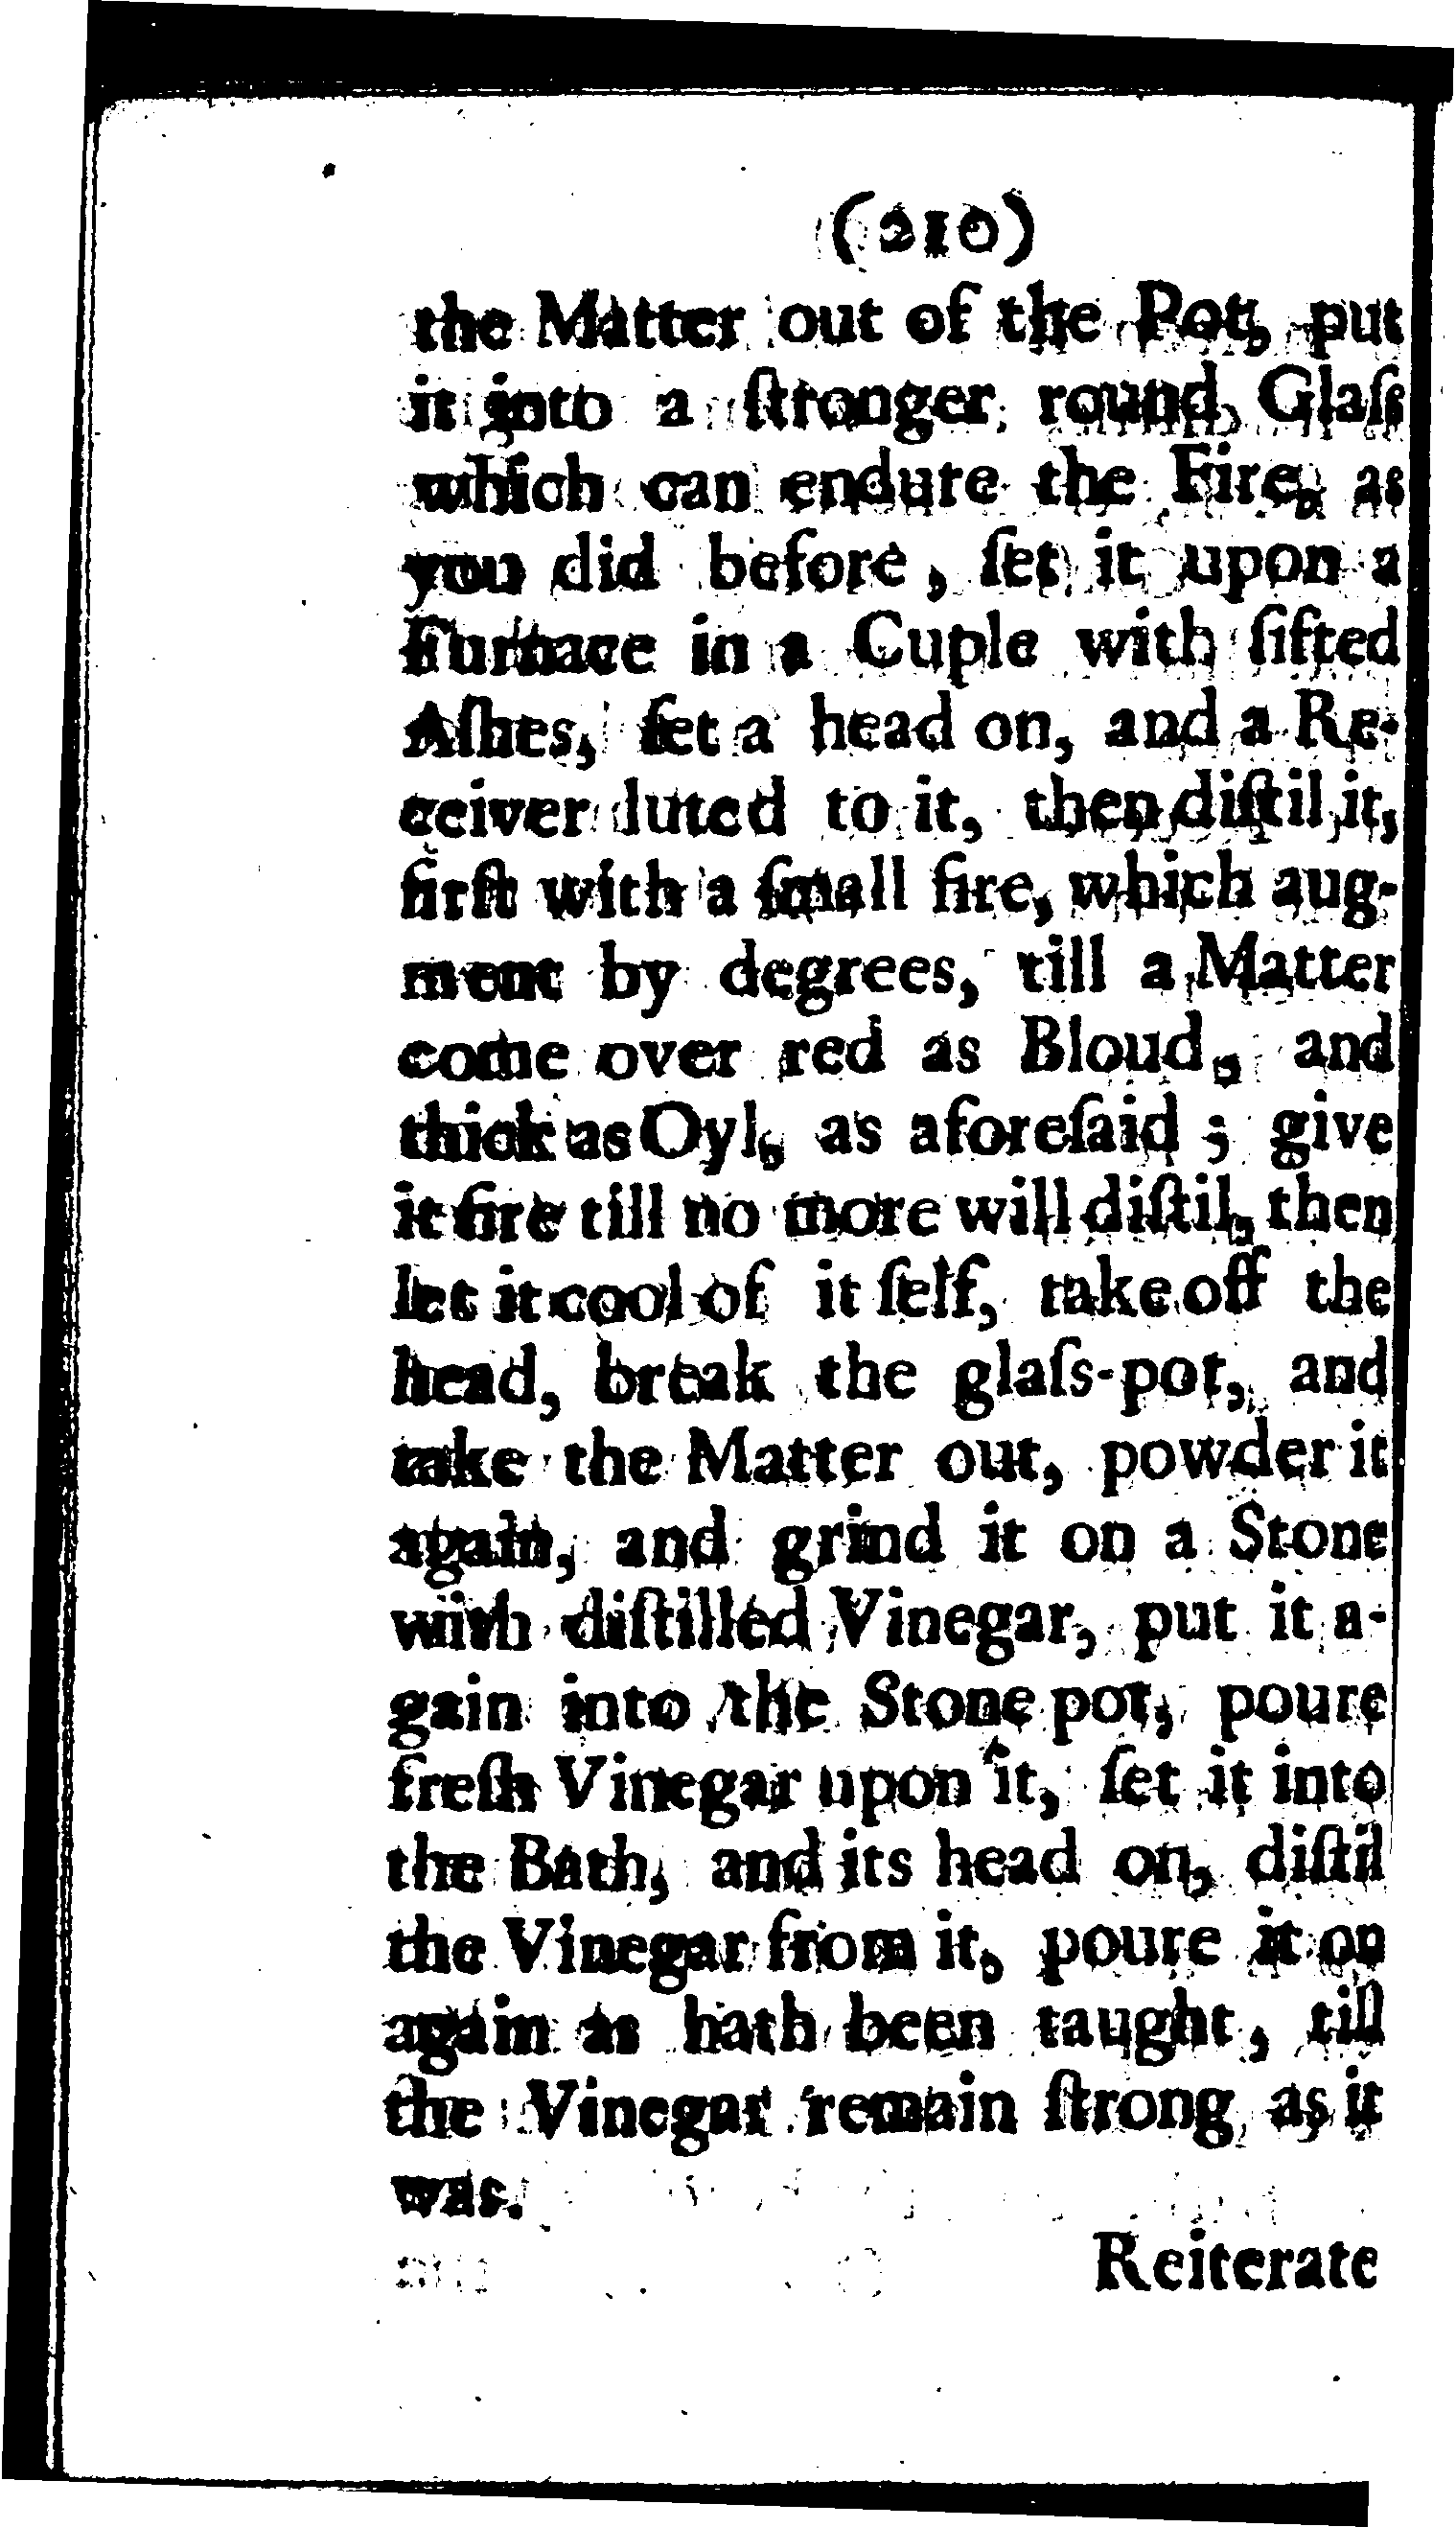 (210)
the Matter out of the Pot, put
it into a ſtronger round Glaſs
which can endure the Fire, as
you did before, ſet it upon a
Furnace in a Cuple with ſifted
Aſhes, ſet a head on, and a Re-
ceiver luted to it, then diſtil it,
firſt with a ſmall fire, which aug-
ment by degrees, till a Matter
come over red as Bloud, and
thick as Oyl, as aforeſaid; give
it fire till no more will diſtil, then
let it cool of it ſelf, take off the
head, break the glaſs-pot, and
take the Matter out, powder it
again, and grind it on a Stone
with diſtilled Vinegar, put it a-
gain into the Stone pot, poure
freſh Vinegar upon it, ſet it into
the Bath, and its head on, diſtil
the Vinegar from it, poure it on
again as hath been taught, till
the Vinegar remain ſtrong as it
was.
Reiterate